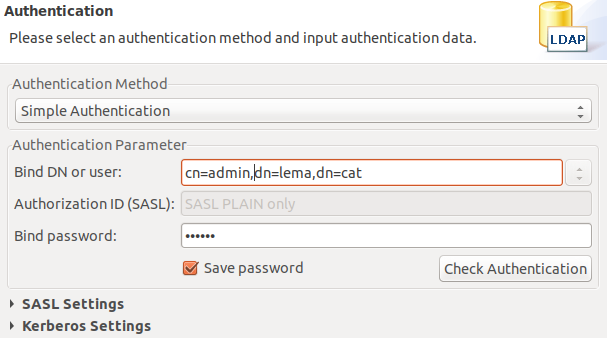 Authentication
Please select an authentication method and input authentication data.
LDAP
Authentication Method
Simple Authentication
Authentication Parameter
Bind DN or user: cn=admin,dn=lema,dn=cat
Authorization ID (SASL): SASL PLAIN only
Bind password: ••••••
Save password Check Authentication
SASL Settings
Kerberos Settings